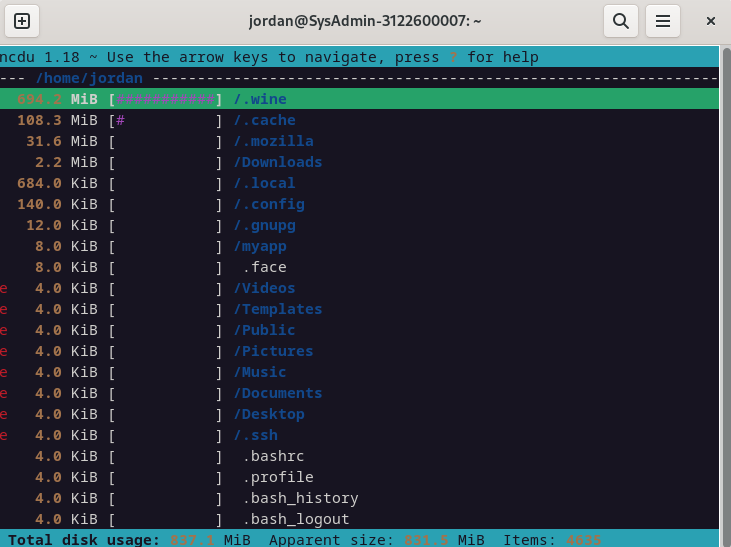 jordan@SysAdmin-3122600007: ~
ncdu 1.18 ~ Use the arrow keys to navigate, press ? for help
--- /home/jordan ---------------------------------------------------------------
694.2 MiB [###########] /.wine
108.3 MiB [#          ] /.cache
31.6 MiB [           ] /.mozilla
2.2 MiB [           ] /Downloads
684.0 KiB [           ] /.local
140.0 KiB [           ] /.config
12.0 KiB [           ] /.gnupg
8.0 KiB [           ] /myapp
8.0 KiB [           ]  .face
e 4.0 KiB [           ] /Videos
e 4.0 KiB [           ] /Templates
e 4.0 KiB [           ] /Public
e 4.0 KiB [           ] /Pictures
e 4.0 KiB [           ] /Music
e 4.0 KiB [           ] /Documents
e 4.0 KiB [           ] /Desktop
e 4.0 KiB [           ] /.ssh
4.0 KiB [           ]  .bashrc
4.0 KiB [           ]  .profile
4.0 KiB [           ]  .bash_history
4.0 KiB [           ]  .bash_logout
Total disk usage: 837.1 MiB  Apparent size: 831.5 MiB  Items: